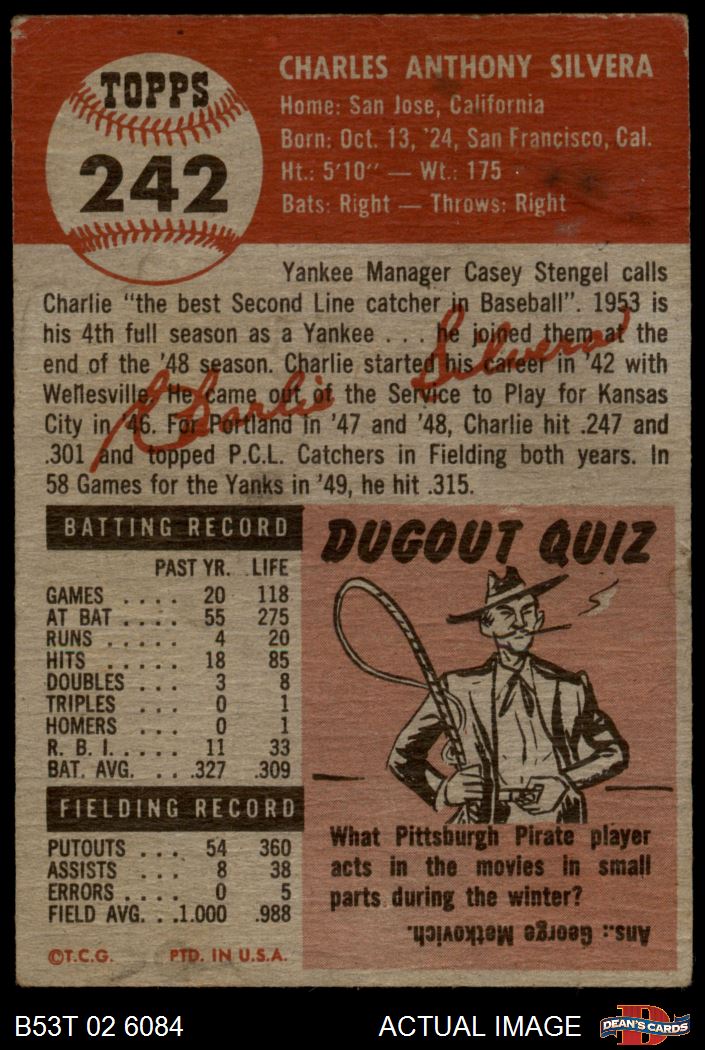 TOPPS
242
CHARLES ANTHONY SILVERA
Home: San Jose, California
Born: Oct. 13, '24, San Francisco, Cal.
Ht.: 5'10" — Wt.: 175
Bats: Right — Throws: Right
Yankee Manager Casey Stengel calls
Charlie "the best Second Line catcher in Baseball". 1953 is
his 4th full season as a Yankee . . . he joined them at the
end of the '48 season. Charlie started his career in '42 with
Wellesville. He came out of the Service to Play for Kansas
City in '46. For Portland in '47 and '48, Charlie hit .247 and
.301 and topped P.C.L. Catchers in Fielding both years. In
58 Games for the Yanks in '49, he hit .315.
Charlie Silvera
BATTING RECORD
PAST YR. LIFE
GAMES . . . . 20 118
AT BAT . . . . 55 275
RUNS . . . . . 4 20
HITS . . . . . 18 85
DOUBLES . . . 3 8
TRIPLES . . . 0 1
HOMERS . . . 0 1
R. B. I. . . . . 11 33
BAT. AVG. . . .327 .309
FIELDING RECORD
PUTOUTS . . . 54 360
ASSISTS . . . 8 38
ERRORS . . . . 0 5
FIELD AVG. . .1.000 .988
©T.C.G. PTD. IN U.S.A.
DUGOUT QUIZ
What Pittsburgh Pirate player
acts in the movies in small
parts during the winter?
Ans.: George Metkovich.
B53T 02 6084 ACTUAL IMAGE DEAN'S CARDS